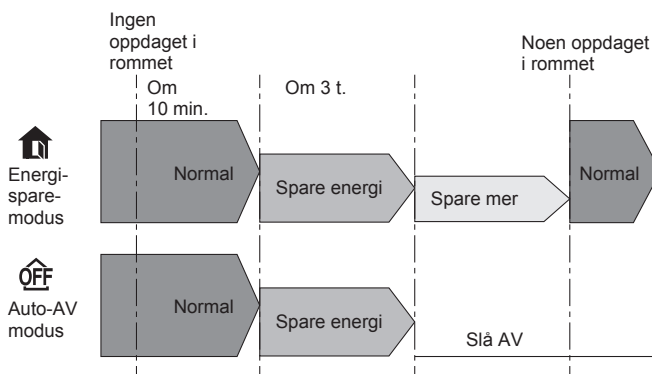 Ingen
oppdaget i
rommet
Noen oppdaget
i rommet
Om
10 min.
Om 3 t.
Energi-
spare-
modus
Normal
Spare energi
Spare mer
Normal
OFF
Auto-AV
modus
Normal
Spare energi
Slå AV